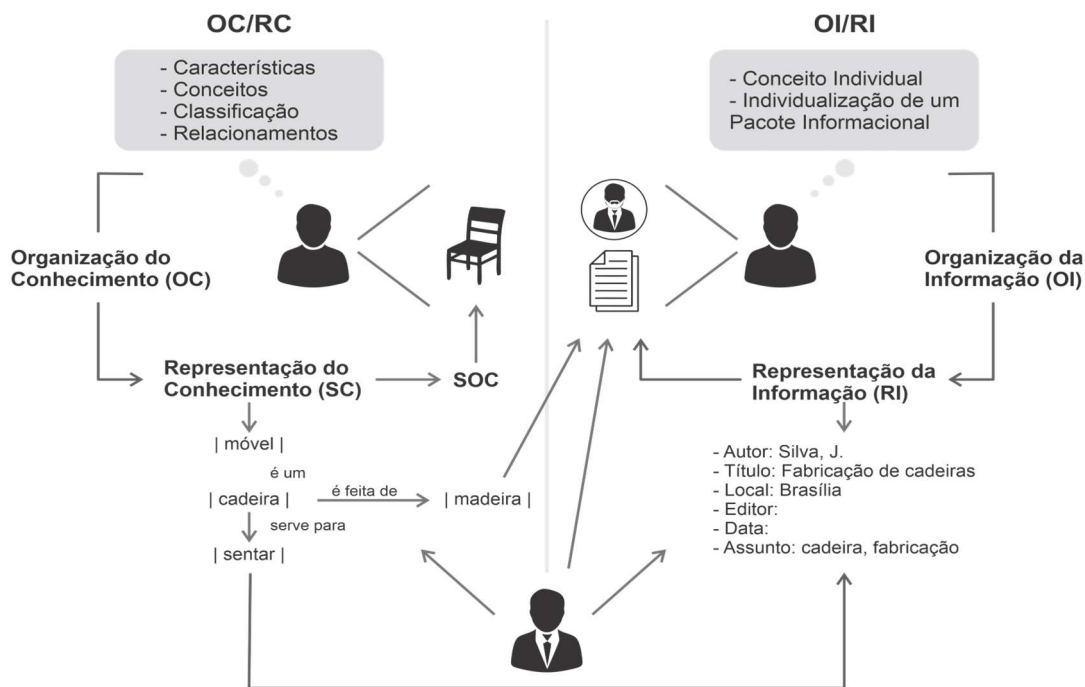 OC/RC
- Características
- Conceitos
- Classificação
- Relacionamentos
Organização do
Conhecimento (OC)
Representação do
Conhecimento (SC)
SOC
| móvel |
é um
| cadeira |
é feita de
| madeira |
serve para
| sentar |
OI/RI
- Conceito Individual
- Individualização de um
Pacote Informacional
Organização da
Informação (OI)
Representação da
Informação (RI)
- Autor: Silva, J.
- Título: Fabricação de cadeiras
- Local: Brasília
- Editor:
- Data:
- Assunto: cadeira, fabricação